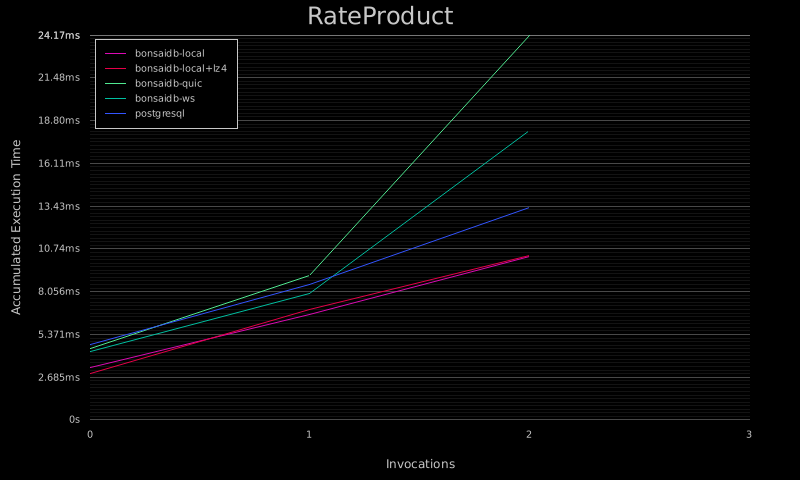 RateProduct
24.17ms
21.48ms
18.80ms
16.11ms
13.43ms
10.74ms
8.056ms
5.371ms
2.685ms
0s
bonsaidb-local
bonsaidb-local+lz4
bonsaidb-quic
bonsaidb-ws
postgresql
Accumulated Execution Time
0 1 2 3
Invocations